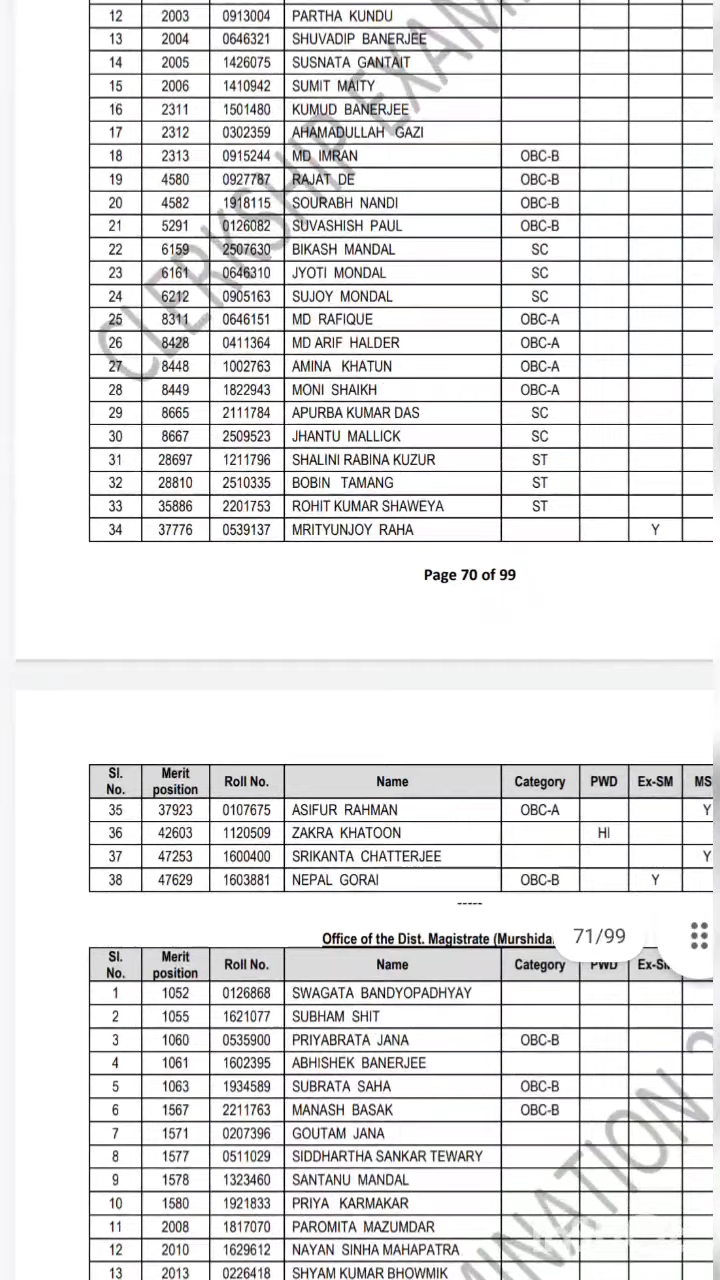 12 2003 0913004 PARTHA KUNDU
13 2004 0646321 SHUVADIP BANERJEE
14 2005 1426075 SUSNATA GANTAIT
15 2006 1410942 SUMIT MAITY
16 2311 1501480 KUMUD BANERJEE
17 2312 0302359 AHAMADULLAH GAZI
18 2313 0915244 MD IMRAN OBC-B
19 4580 0927787 RAJAT DE OBC-B
20 4582 1918115 SOURABH NANDI OBC-B
21 5291 0126082 SUVASHISH PAUL OBC-B
22 6159 2507630 BIKASH MANDAL SC
23 6161 0646310 JYOTI MONDAL SC
24 6212 0905163 SUJOY MONDAL SC
25 8311 0646151 MD RAFIQUE OBC-A
26 8428 0411364 MD ARIF HALDER OBC-A
27 8448 1002763 AMINA KHATUN OBC-A
28 8449 1822943 MONI SHAIKH OBC-A
29 8665 2111784 APURBA KUMAR DAS SC
30 8667 2509523 JHANTU MALLICK SC
31 28697 1211796 SHALINI RABINA KUZUR ST
32 28810 2510335 BOBIN TAMANG ST
33 35886 2201753 ROHIT KUMAR SHAWEYA ST
34 37776 0539137 MRITYUNJOY RAHA Y
CLERKSHIP EXAM
Page 70 of 99
Sl. No. Merit position Roll No. Name Category PWD Ex-SM MS
35 37923 0107675 ASIFUR RAHMAN OBC-A Y
36 42603 1120509 ZAKRA KHATOON HI
37 47253 1600400 SRIKANTA CHATTERJEE Y
38 47629 1603881 NEPAL GORAI OBC-B Y
-----
Office of the Dist. Magistrate (Murshida
71/99
Sl. No. Merit position Roll No. Name Category PWD Ex-SM
1 1052 0126868 SWAGATA BANDYOPADHYAY
2 1055 1621077 SUBHAM SHIT
3 1060 0535900 PRIYABRATA JANA OBC-B
4 1061 1602395 ABHISHEK BANERJEE
5 1063 1934589 SUBRATA SAHA OBC-B
6 1567 2211763 MANASH BASAK OBC-B
7 1571 0207396 GOUTAM JANA
8 1577 0511029 SIDDHARTHA SANKAR TEWARY
9 1578 1323460 SANTANU MANDAL
10 1580 1921833 PRIYA KARMAKAR
11 2008 1817070 PAROMITA MAZUMDAR
12 2010 1629612 NAYAN SINHA MAHAPATRA
13 2013 0226418 SHYAM KUMAR BHOWMIK
MINATION 2